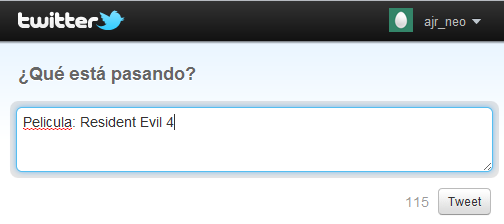 twitter
ajr_neo
¿Qué está pasando?
Pelicula: Resident Evil 4
115
Tweet